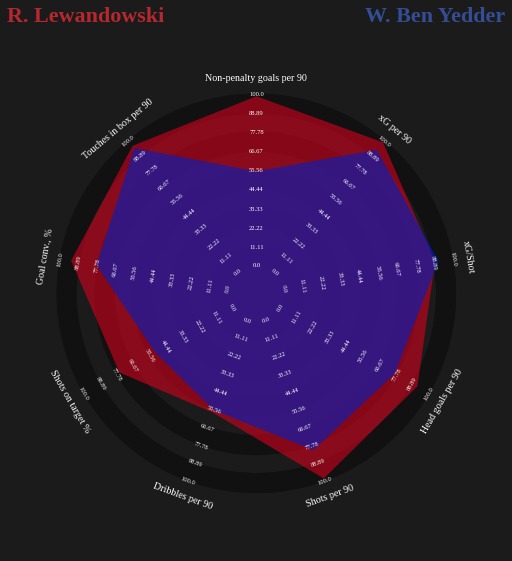 R. Lewandowski
W. Ben Yedder
Non-penalty goals per 90
xG per 90
xG/Shot
Head goals per 90
Shots per 90
Dribbles per 90
Shots on target %
Goal conv., %
Touches in box per 90
100.0
88.89
77.78
66.67
55.56
44.44
33.33
22.22
11.11
0.0